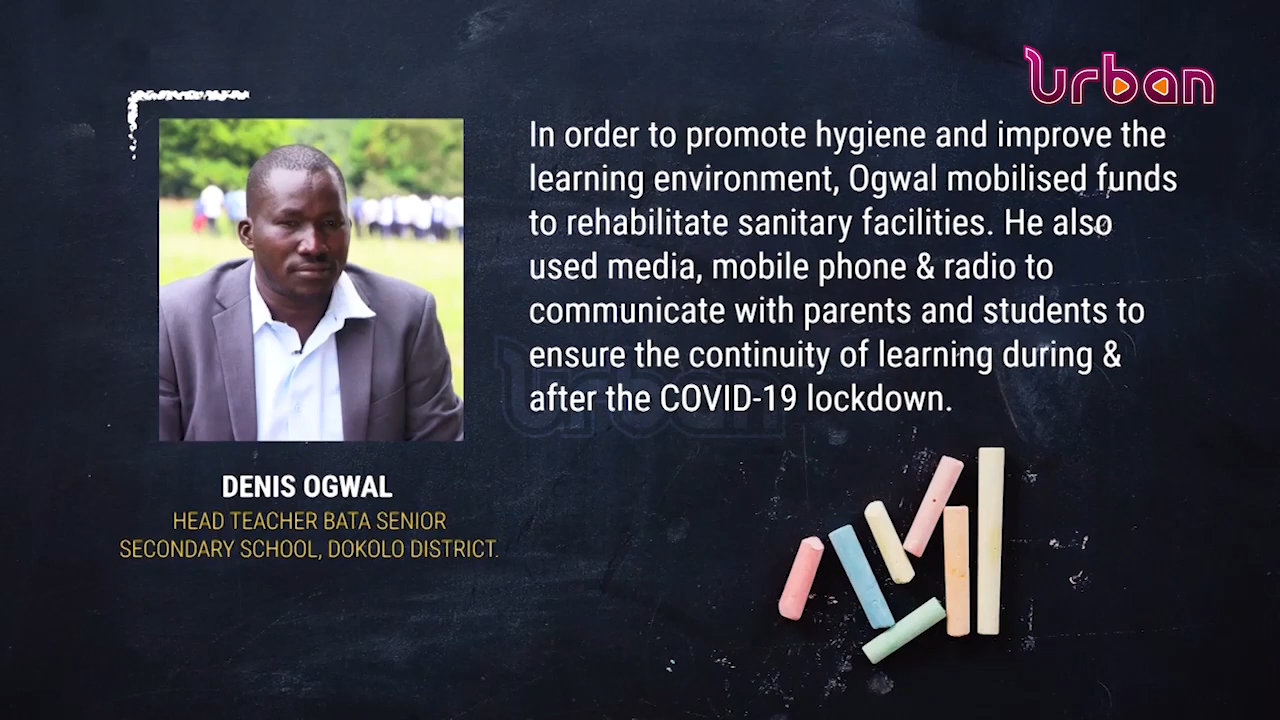 Urban
In order to promote hygiene and improve the
learning environment, Ogwal mobilised funds
to rehabilitate sanitary facilities. He also
used media, mobile phone & radio to
communicate with parents and students to
ensure the continuity of learning during &
after the COVID-19 lockdown.
Urban
DENIS OGWAL
HEAD TEACHER BATA SENIOR
SECONDARY SCHOOL, DOKOLO DISTRICT.